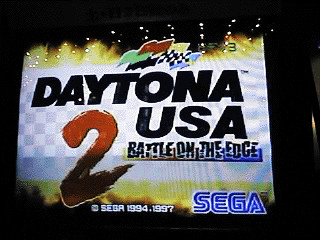 DAYTONA
USA
2
BATTLE ON THE EDGE
© SEGA 1994,1997
SEGA